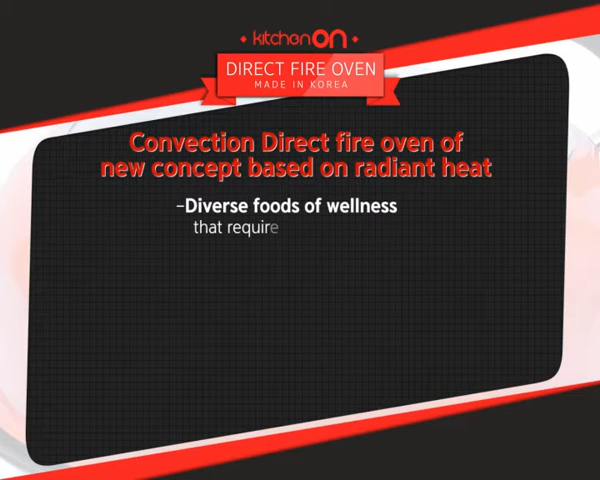 kitchen on
DIRECT FIRE OVEN
MADE IN KOREA
Convection Direct fire oven of
new concept based on radiant heat
–Diverse foods of wellness
that require